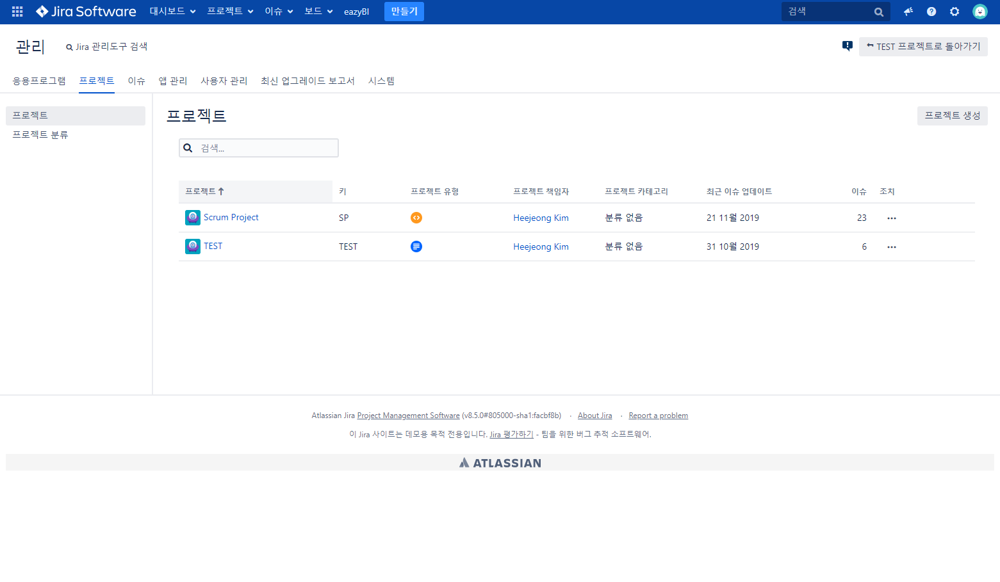 Jira Software 대시보드 프로젝트 이슈 보드 eazyBI 만들기 검색
관리 Jira 관리도구 검색 TEST 프로젝트로 돌아가기
응용프로그램 프로젝트 이슈 앱 관리 사용자 관리 최신 업그레이드 보고서 시스템
프로젝트
프로젝트 분류
프로젝트 프로젝트 생성
검색...
프로젝트 키 프로젝트 유형 프로젝트 책임자 프로젝트 카테고리 최근 이슈 업데이트 이슈 조치
Scrum Project SP Heejeong Kim 분류 없음 21 11월 2019 23
TEST TEST Heejeong Kim 분류 없음 31 10월 2019 6
Atlassian Jira Project Management Software (v8.5.0#805000-sha1:facbf8b) · About Jira · Report a problem
이 Jira 사이트는 데모용 목적 전용입니다. Jira 평가하기 - 팀을 위한 버그 추적 소프트웨어.
ATLASSIAN